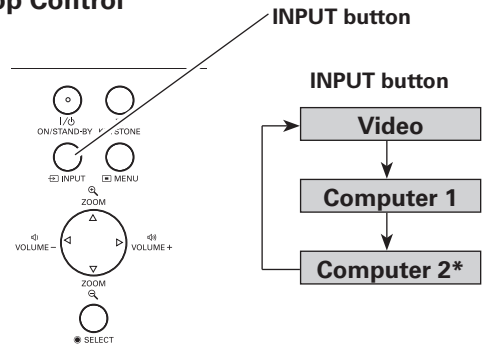 op Control
INPUT button
INPUT button
ON/STAND-BY
STONE
INPUT
MENU
ZOOM
VOLUME −
VOLUME +
ZOOM
SELECT
Video
Computer 1
Computer 2*